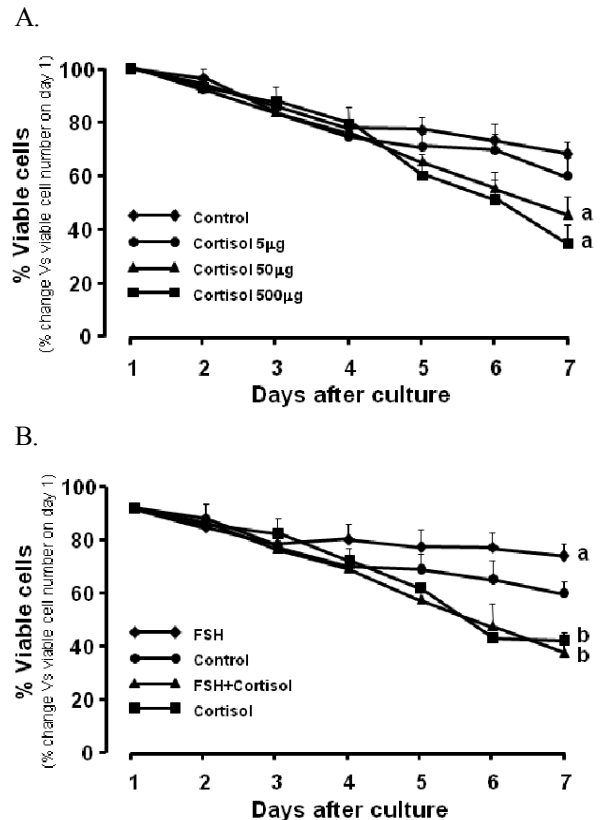 A.
% Viable cells
(% change Vs viable cell number on day 1)
100
80
60
40
20
0
Control
Cortisol 5µg
Cortisol 50µg
Cortisol 500µg
a
a
1 2 3 4 5 6 7
Days after culture
B.
% Viable cells
(% change Vs viable cell number on day 1)
100
80
60
40
20
0
FSH
Control
FSH+Cortisol
Cortisol
a
b
b
1 2 3 4 5 6 7
Days after culture